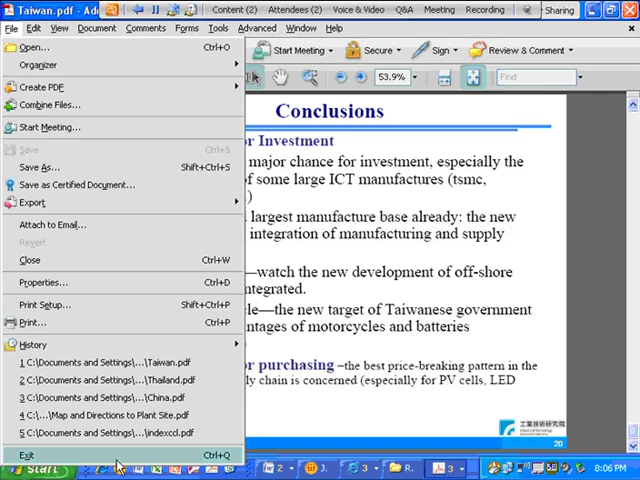 Taiwan.pdf - Ad
Content (2) Attendees (2) Voice & Video Q&A Meeting Recording Sharing
File Edit View Document Comments Forms Tools Advanced Window Help
Start Meeting Secure Sign Review & Comment
53.9% Find
Open... Ctrl+O
Organizer
Create PDF
Combine Files...
Start Meeting...
Save Ctrl+S
Save As... Shift+Ctrl+S
Save as Certified Document...
Export
Attach to Email...
Revert
Close Ctrl+W
Properties... Ctrl+D
Print Setup... Shift+Ctrl+P
Print... Ctrl+P
History
1 C:\Documents and Settings\...\Taiwan.pdf
2 C:\Documents and Settings\...\Thailand.pdf
3 C:\Documents and Settings\...\China.pdf
4 C:\...\Map and Directions to Plant Site.pdf
5 C:\Documents and Settings\...\indexccl.pdf
Exit Ctrl+Q
Conclusions
or Investment
major chance for investment, especially the
of some large ICT manufactures (tsmc,
)
largest manufacture base already: the new
integration of manufacturing and supply
—watch the new development of off-shore
ntegrated.
cle—the new target of Taiwanese government
ntages of motorcycles and batteries
or purchasing –the best price-breaking pattern in the
ly chain is concerned (especially for PV cells, LED
工業技術研究院
20
start 2 J. 3 R. 3 8:06 PM